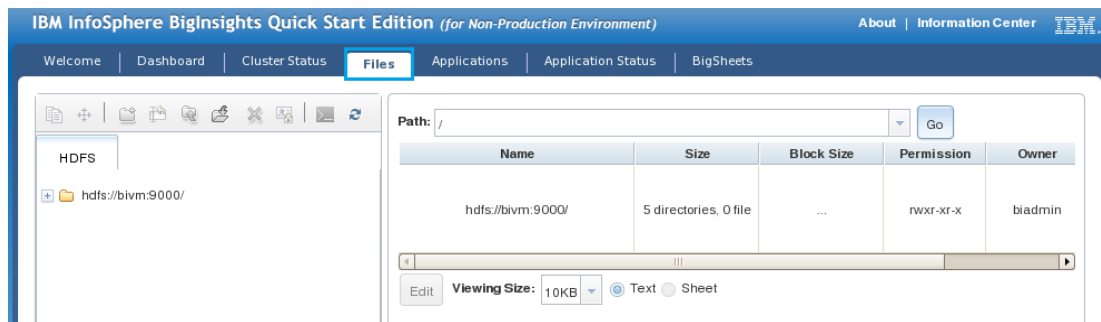 IBM InfoSphere BigInsights Quick Start Edition (for Non-Production Environment) About | Information Center IBM.
Welcome | Dashboard | Cluster Status | Files | Applications | Application Status | BigSheets
Path: / Go
HDFS
Name Size Block Size Permission Owner
hdfs://bivm:9000/
hdfs://bivm:9000/ 5 directories, 0 file ... rwxr-xr-x biadmin
Edit Viewing Size: 10KB Text Sheet